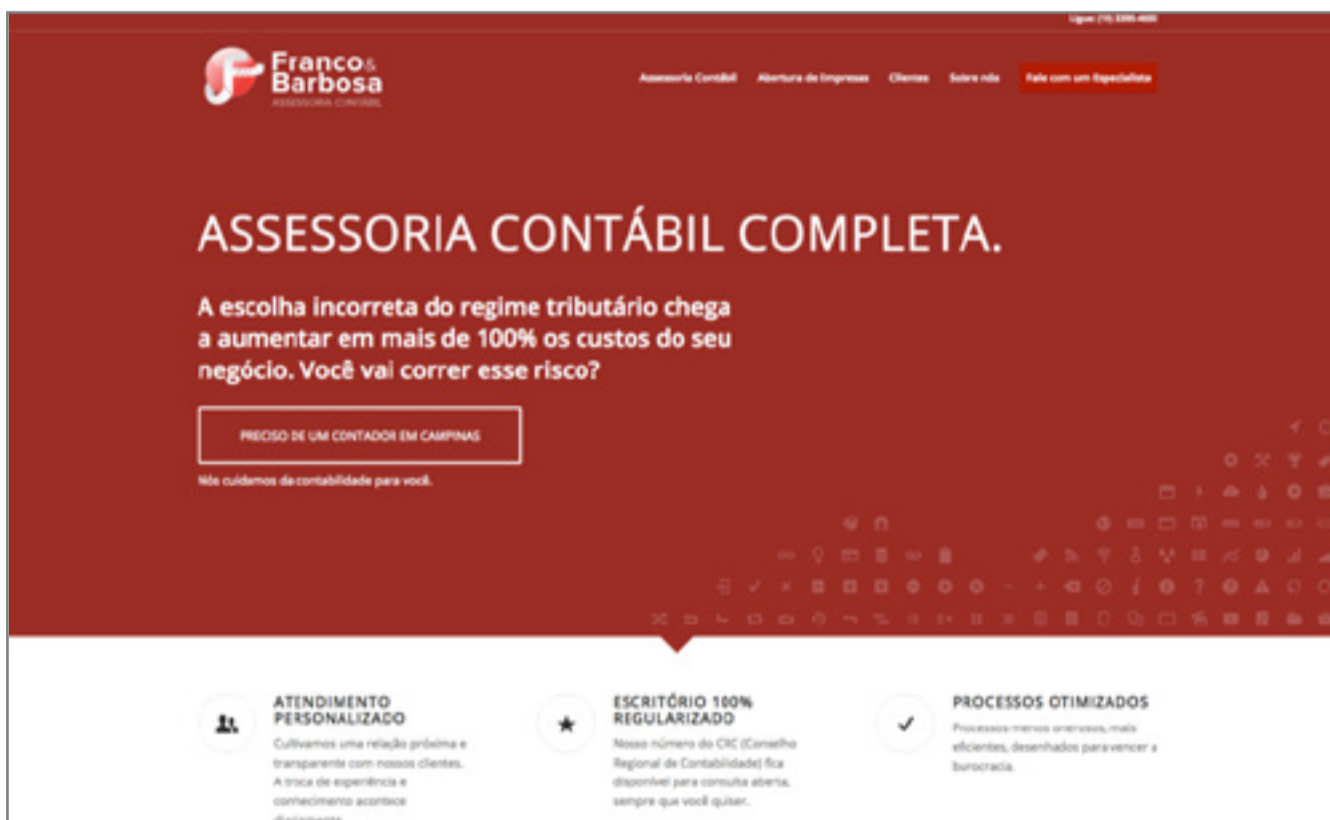 Ligue: (19) 3395-4600
Franco &
Barbosa
ASSESSORIA CONTÁBIL
Assessoria Contábil Abertura de Empresas Clientes Sobre nós Fale com um Especialista
ASSESSORIA CONTÁBIL COMPLETA.
A escolha incorreta do regime tributário chega
a aumentar em mais de 100% os custos do seu
negócio. Você vai correr esse risco?
PRECISO DE UM CONTADOR EM CAMPINAS
Nós cuidamos da contabilidade para você.
ATENDIMENTO
PERSONALIZADO
Cultivamos uma relação próxima e
transparente com nossos clientes.
A troca de experiência e
conhecimento acontece
diariamente.
ESCRITÓRIO 100%
REGULARIZADO
Nosso número do CRC (Conselho
Regional de Contabilidade) fica
disponível para consulta aberta,
sempre que você quiser.
PROCESSOS OTIMIZADOS
Processos menos onerosos, mais
eficientes, desenhados para vencer a
burocracia.